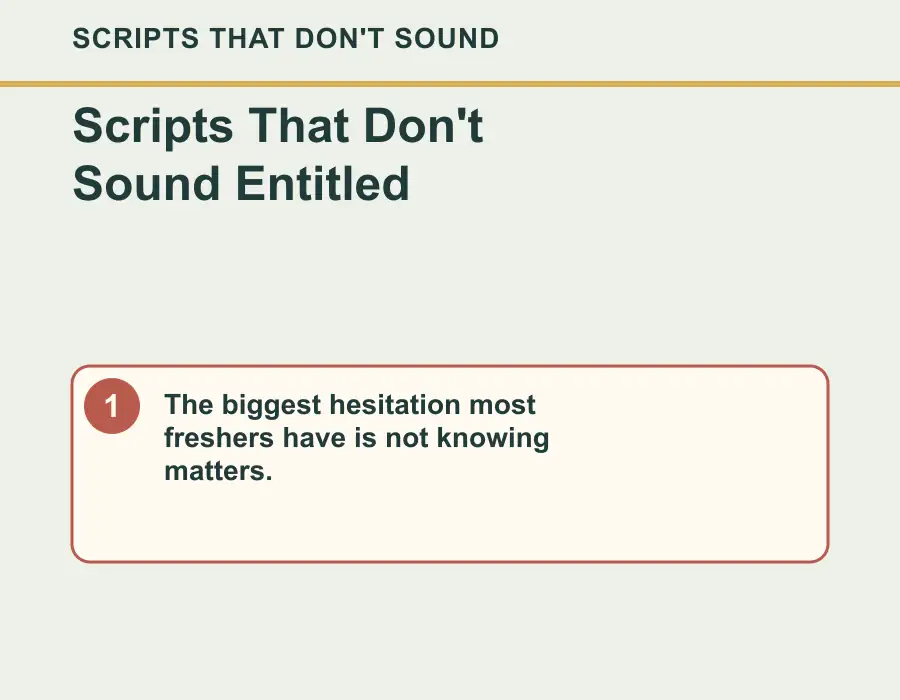 SCRIPTS THAT DON'T SOUND
Scripts That Don't
Sound Entitled
1
The biggest hesitation most
freshers have is not knowing
matters.